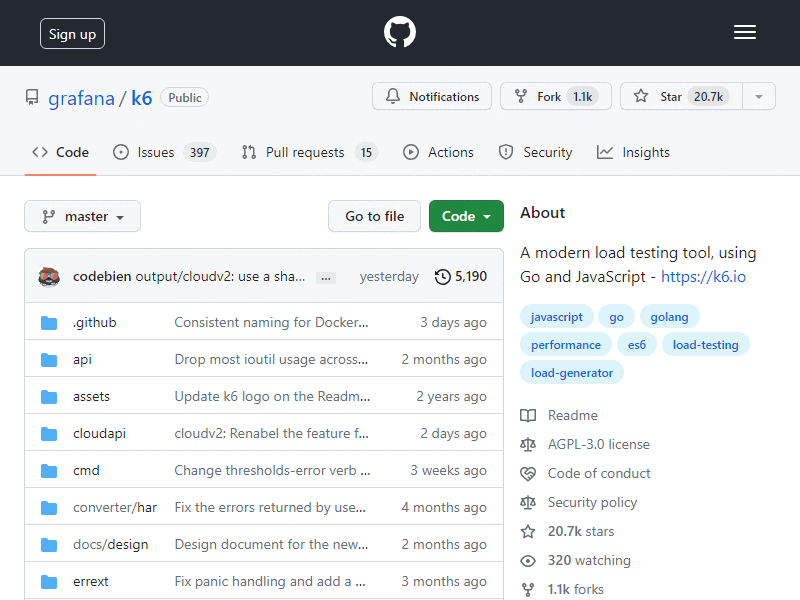 Sign up
grafana / k6 Public
Notifications
Fork 1.1k
Star 20.7k
Code
Issues 397
Pull requests 15
Actions
Security
Insights
master
Go to file
Code
codebien output/cloudv2: use a sha... ... yesterday 5,190
.github Consistent naming for Docker... 3 days ago
api Drop most ioutil usage across... 2 months ago
assets Update k6 logo on the Readm... 2 years ago
cloudapi cloudv2: Renabel the feature f... 2 days ago
cmd Change thresholds-error verb ... 3 weeks ago
converter/har Fix the errors returned by use... 4 months ago
docs/design Design document for the new... 2 months ago
errext Fix panic handling and add a ... 3 months ago
About
A modern load testing tool, using
Go and JavaScript - https://k6.io
javascript go golang
performance es6 load-testing
load-generator
Readme
AGPL-3.0 license
Code of conduct
Security policy
20.7k stars
320 watching
1.1k forks